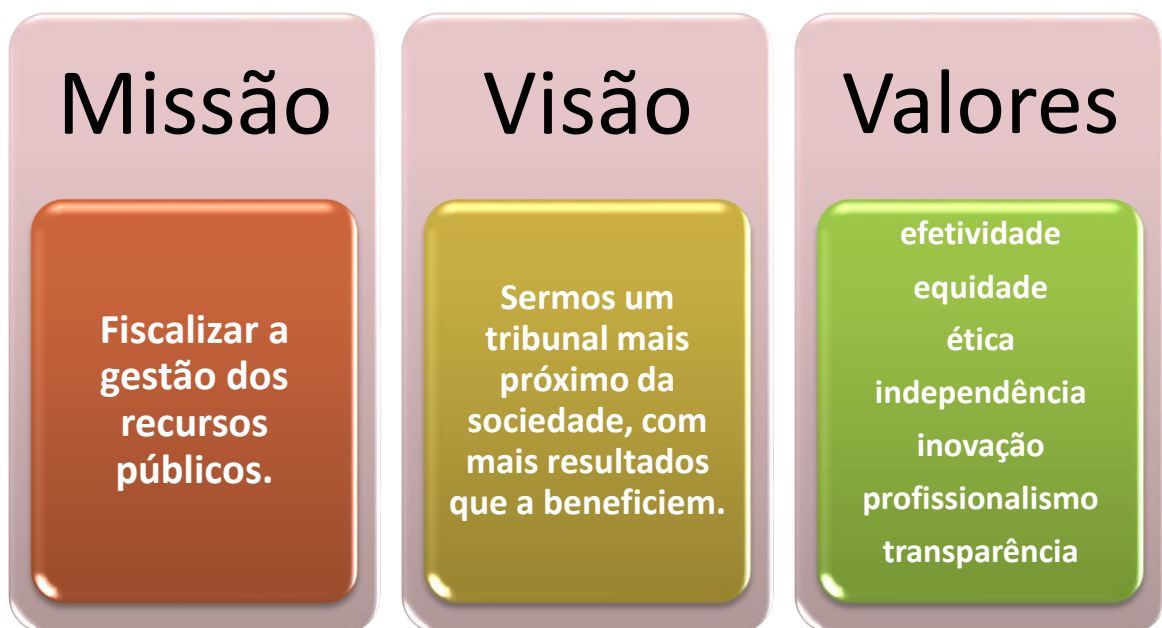 Missão
Fiscalizar a
gestão dos
recursos
públicos.
Visão
Sermos um
tribunal mais
próximo da
sociedade, com
mais resultados
que a beneficiem.
Valores
efetividade
equidade
ética
independência
inovação
profissionalismo
transparência